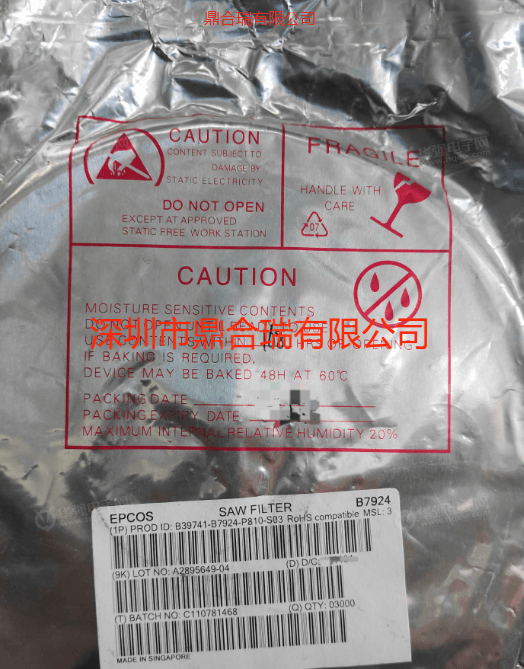 鼎合瑞有限公司
CAUTION
CONTENT SUBJECT TO
DAMAGE BY
STATIC ELECTRICITY
DO NOT OPEN
EXCEPT AT APPROVED
STATIC FREE WORK STATION
FRAGILE
HANDLE WITH
CARE
07
CAUTION
MOISTURE SENSITIVE CONTENTS
深圳市鼎合瑞有限公司
OF OPENING
IF BAKING IS REQUIRED,
DEVICE MAY BE BAKED 48H AT 60℃
PACKING DATE
PACKING EXPIRY DATE
MAXIMUM INTERNAL RELATIVE HUMIDITY 20%
EPCOS SAW FILTER B7924
(1P) PROD ID: B39741-B7924-P810-S03 RoHS compatible MSL: 3
(9K) LOT NO: A2895649-04 (D) D/C:
(T) BATCH NO: C110781468 (Q) QTY: 03000
MADE IN SINGAPORE